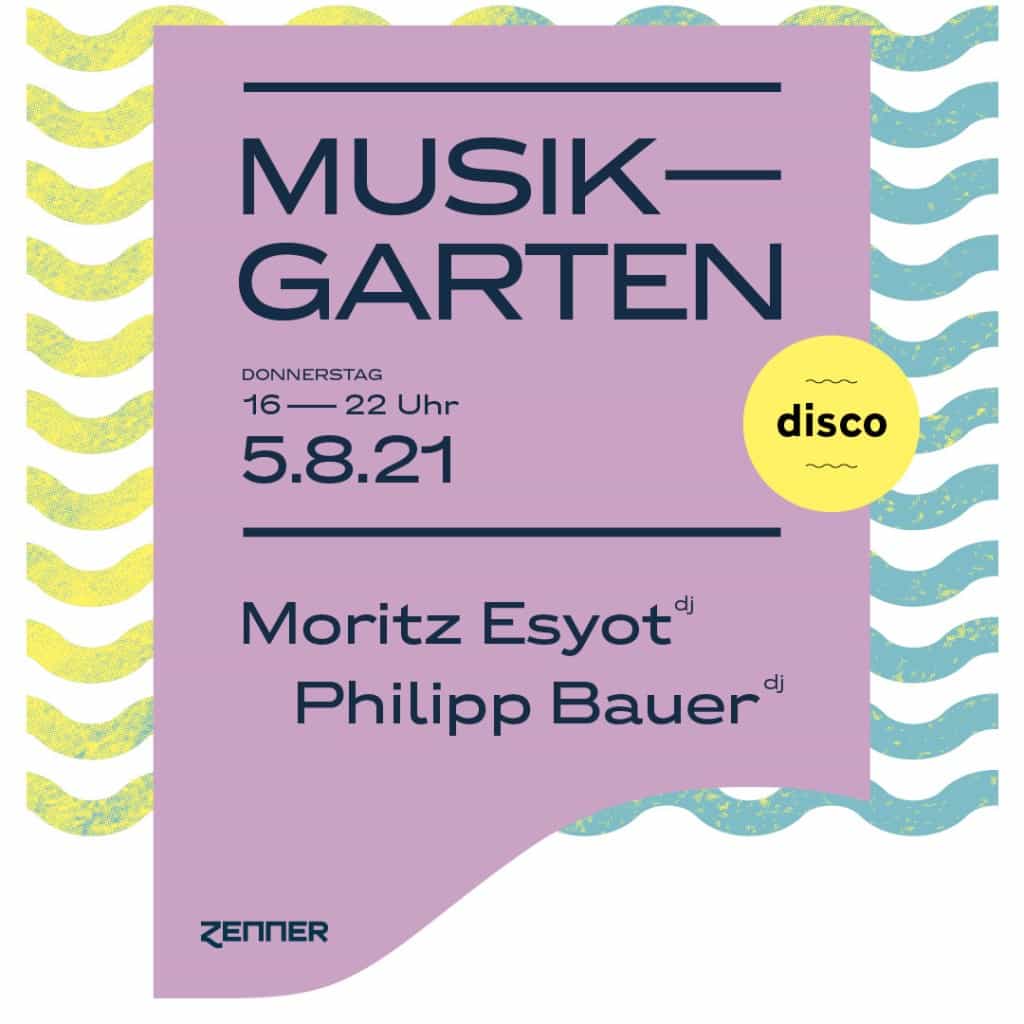 MUSIK—
GARTEN
DONNERSTAG
16 — 22 Uhr
5.8.21
disco
Moritz Esyot dj
Philipp Bauer dj
ZENNER